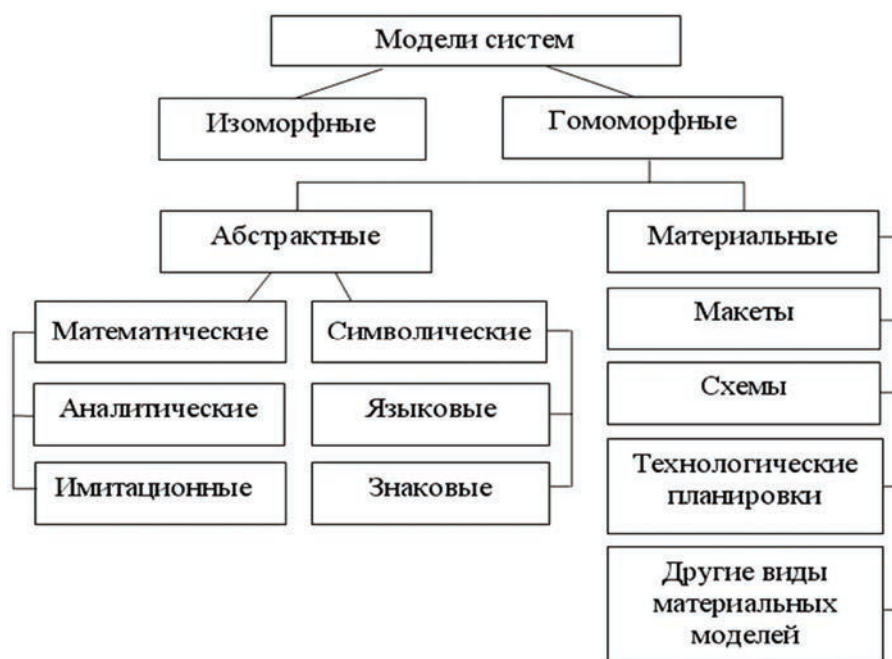 Модели систем
Изоморфные
Гомоморфные
Абстрактные
Материальные
Математические
Символические
Макеты
Аналитические
Языковые
Схемы
Имитационные
Знаковые
Технологические
планировки
Другие виды
материальных
моделей